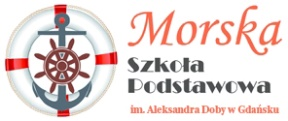 Morska
Szkoła
Podstawowa
im. Aleksandra Doby w Gdańsku